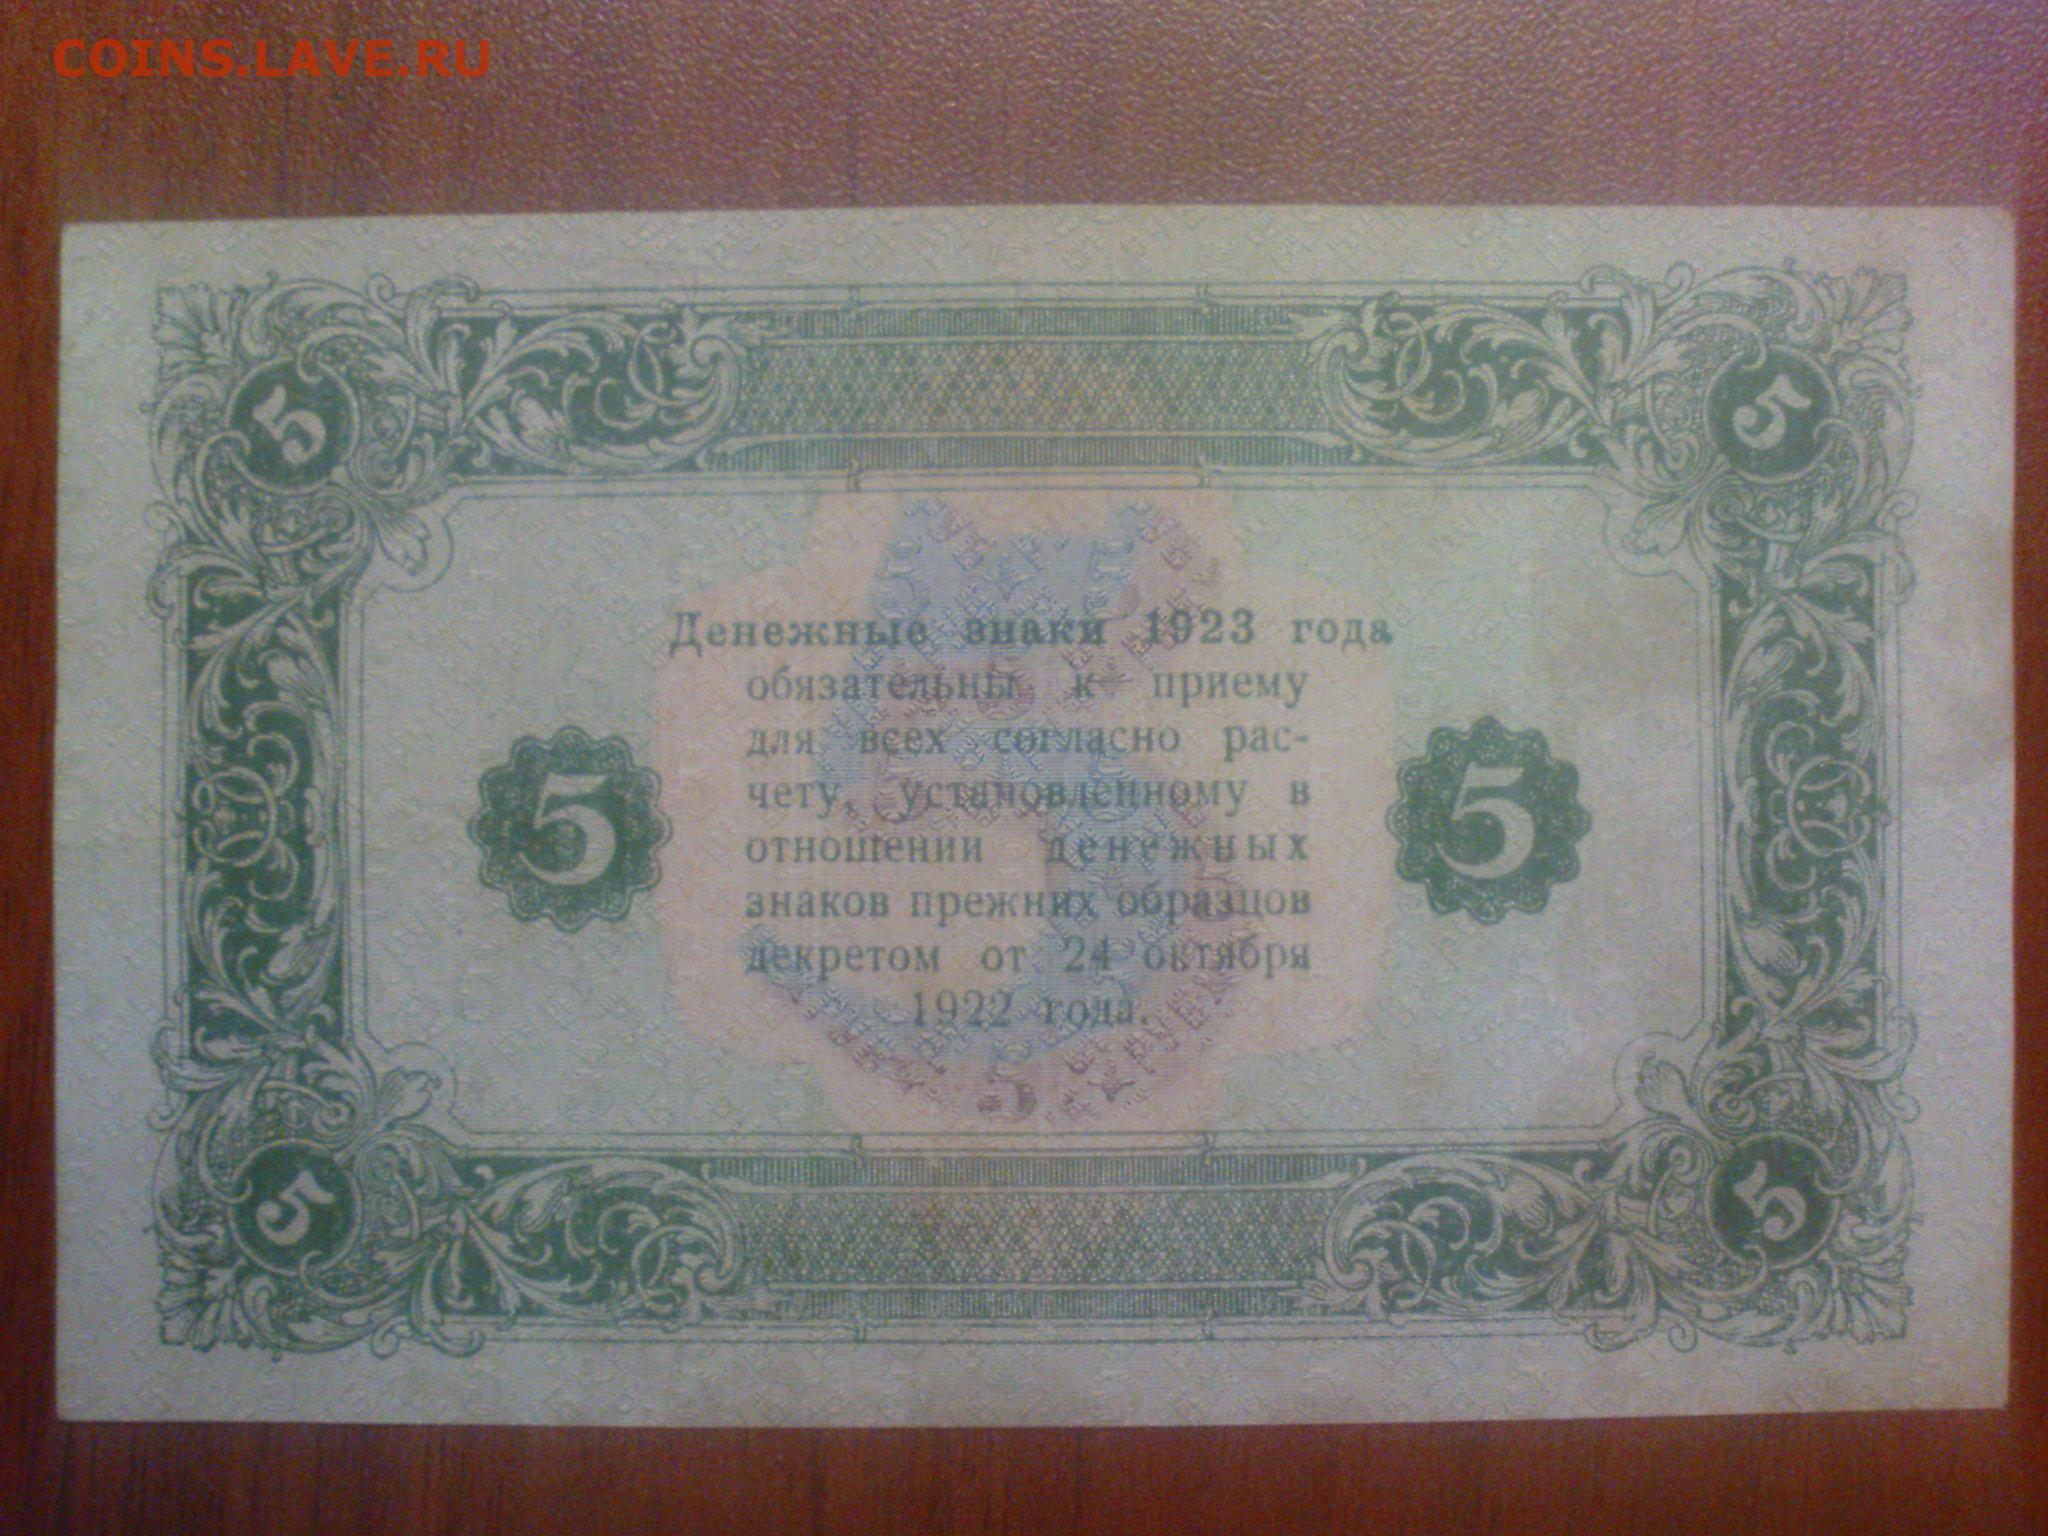 COINS.LAVE.RU
5 5
Денежные знаки 1923 года
обязательны к приему
для всех согласно рас-
чету, установленному в
отношении денежных
знаков прежних образцов
декретом от 24 октября
1922 года.
5 5
5 5